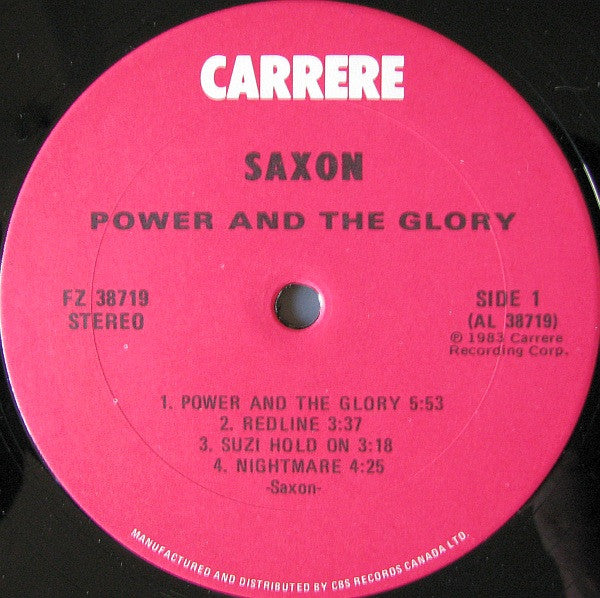 CARRERE
SAXON
POWER AND THE GLORY
FZ 38719
STEREO
SIDE 1
(AL 38719)
℗ 1983 Carrere
Recording Corp.
1. POWER AND THE GLORY 5:53
2. REDLINE 3:37
3. SUZI HOLD ON 3:18
4. NIGHTMARE 4:25
-Saxon-
MANUFACTURED AND DISTRIBUTED BY CBS RECORDS CANADA LTD.